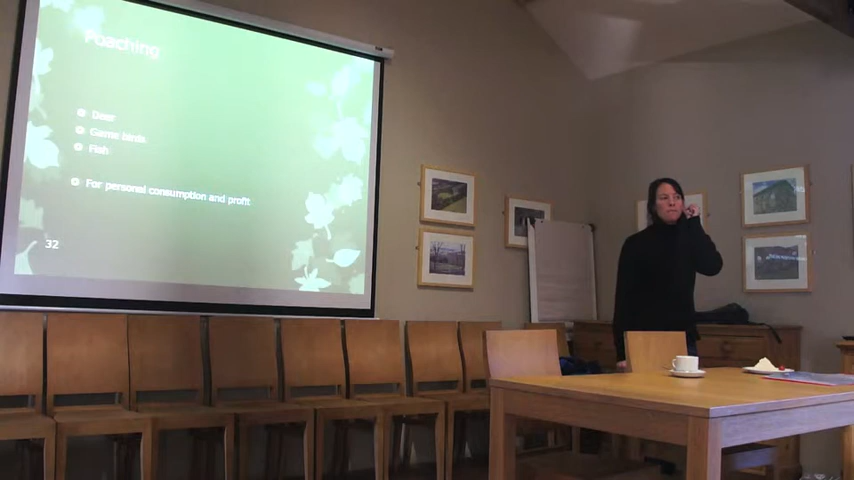 Poaching
Deer
Game birds
Fish
For personal consumption and profit
32